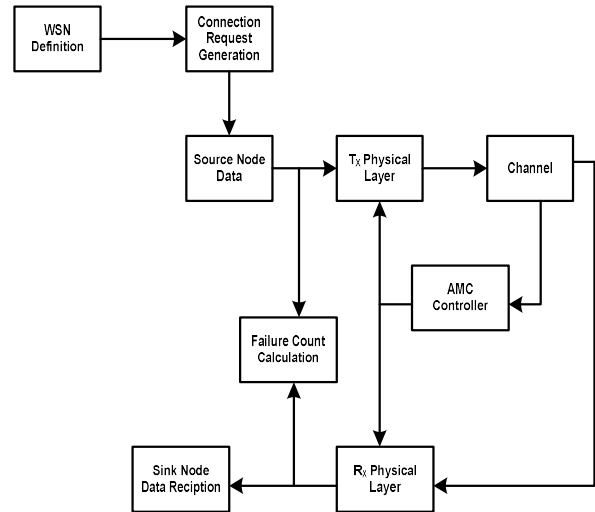 WSN
Definition
Connection
Request
Generation
Source Node
Data
TX Physical
Layer
Channel
AMC
Controller
Failure Count
Calculation
Sink Node
Data Reciption
RX Physical
Layer